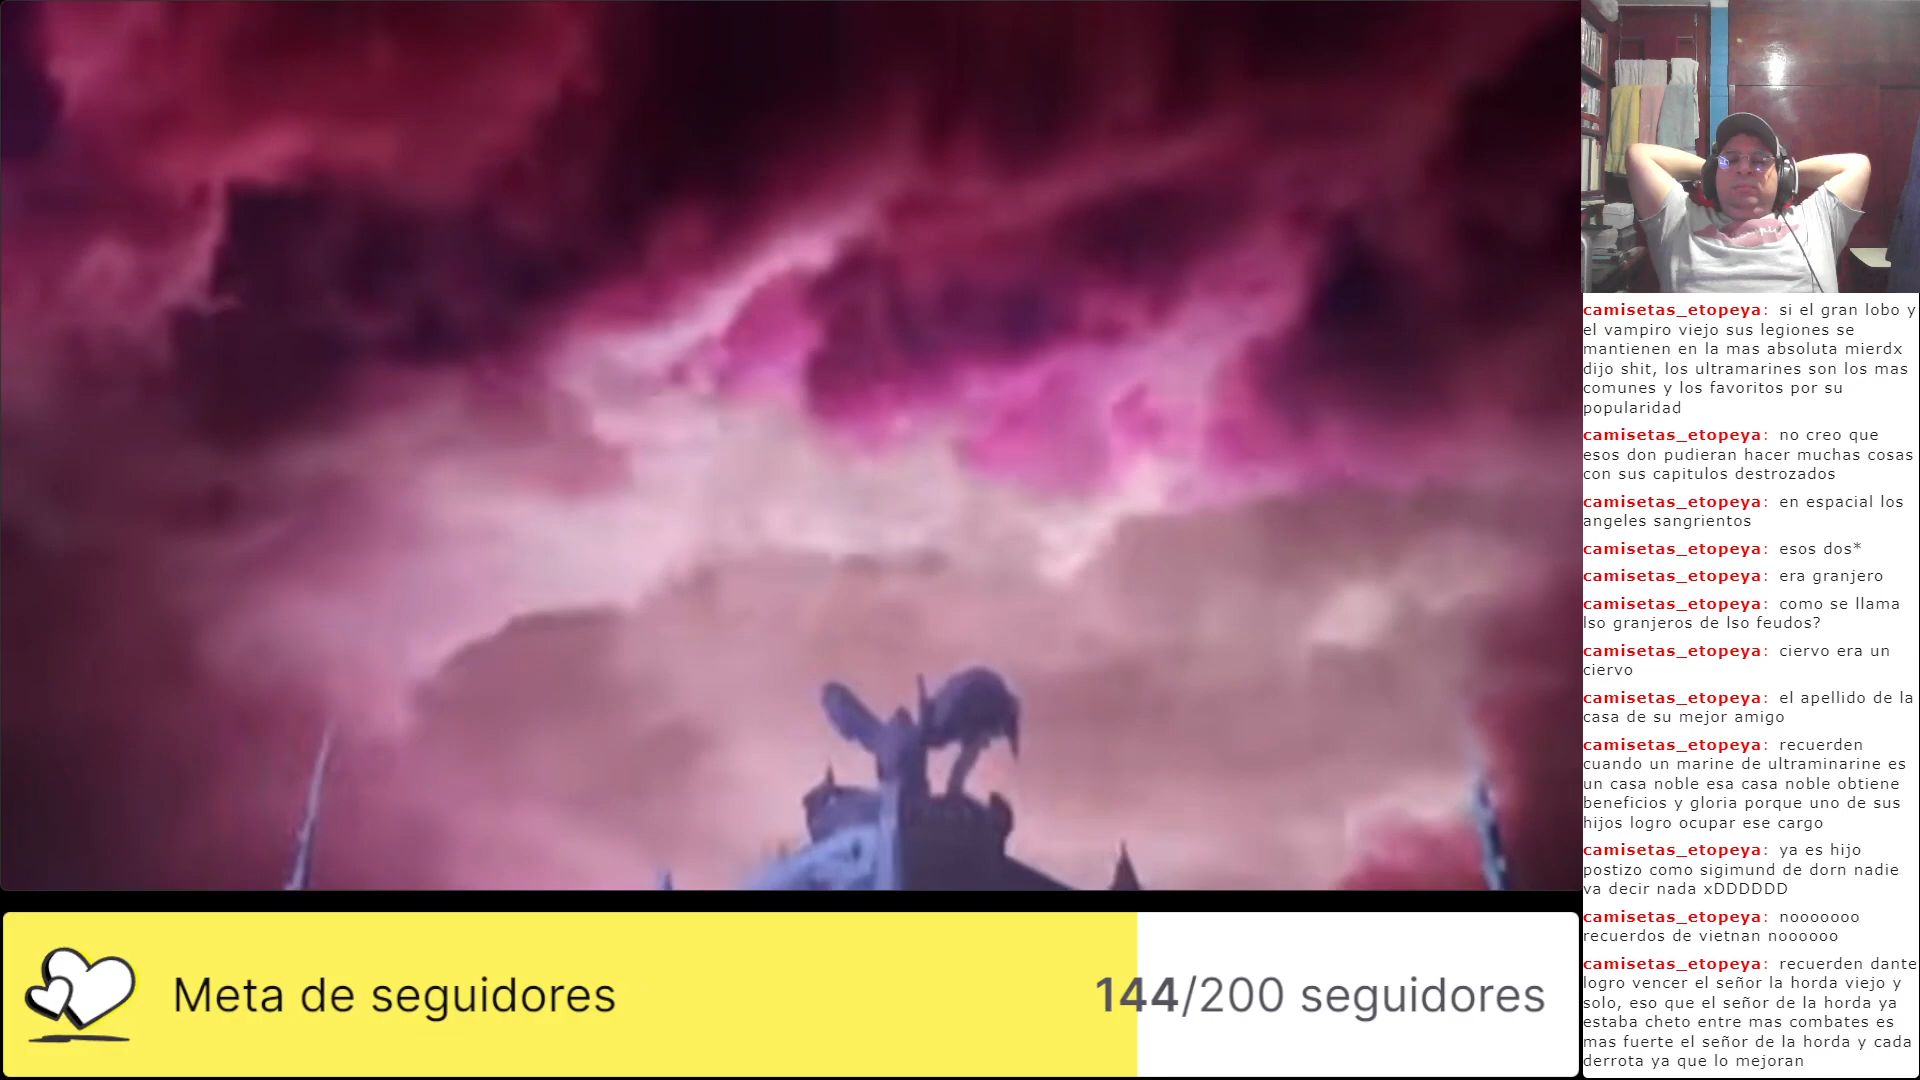 camisetas_etopeya: si el gran lobo y
el vampiro viejo sus legiones se
mantienen en la mas absoluta mierdx
dijo shit, los ultramarines son los mas
comunes y los favoritos por su
popularidad
camisetas_etopeya: no creo que
esos don pudieran hacer muchas cosas
con sus capitulos destrozados
camisetas_etopeya: en espacial los
angeles sangrientos
camisetas_etopeya: esos dos*
camisetas_etopeya: era granjero
camisetas_etopeya: como se llama
lso granjeros de lso feudos?
camisetas_etopeya: ciervo era un
ciervo
camisetas_etopeya: el apellido de la
casa de su mejor amigo
camisetas_etopeya: recuerden
cuando un marine de ultraminarine es
un casa noble esa casa noble obtiene
beneficios y gloria porque uno de sus
hijos logro ocupar ese cargo
camisetas_etopeya: ya es hijo
postizo como sigimund de dorn nadie
va decir nada xDDDDDD
camisetas_etopeya: nooooooo
recuerdos de vietnan noooooo
camisetas_etopeya: recuerden dante
logro vencer el señor la horda viejo y
solo, eso que el señor de la horda ya
estaba cheto entre mas combates es
mas fuerte el señor de la horda y cada
derrota ya que lo mejoran
Meta de seguidores
144/200 seguidores